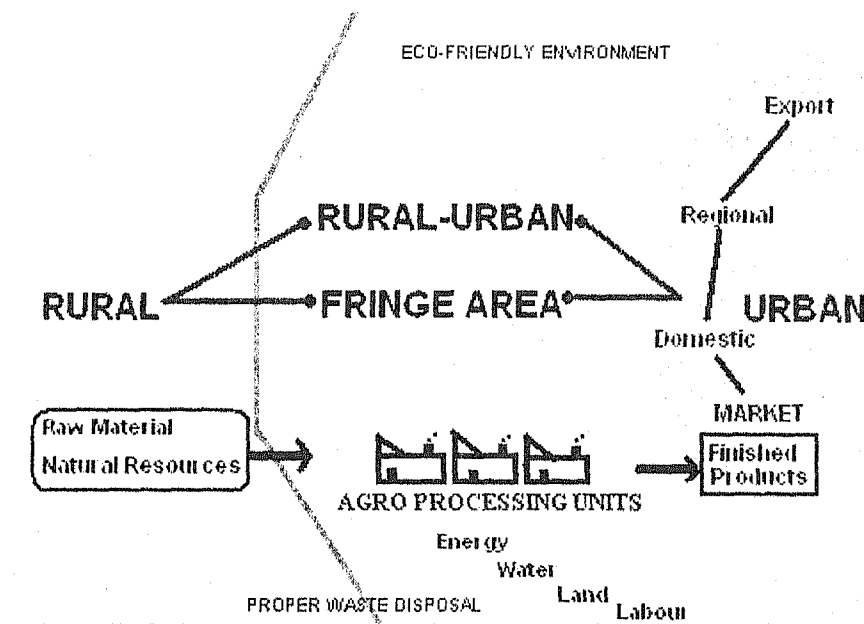 ECO-FRIENDLY ENVIRONMENT
Export
Regional
RURAL-URBAN
RURAL
FRINGE AREA
URBAN
Domestic
MARKET
Raw Material
Natural Resources
Finished
Products
AGRO PROCESSING UNITS
Energy
Water
Land
Labour
PROPER WASTE DISPOSAL